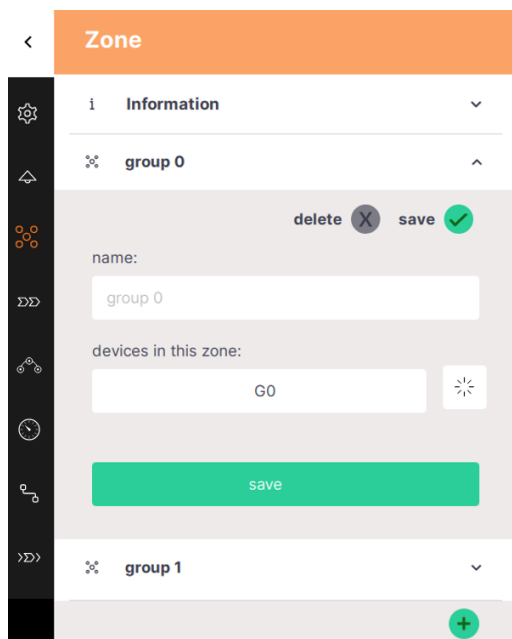 Zone
i Information
group 0
delete X save
name:
group 0
devices in this zone:
G0
save
group 1